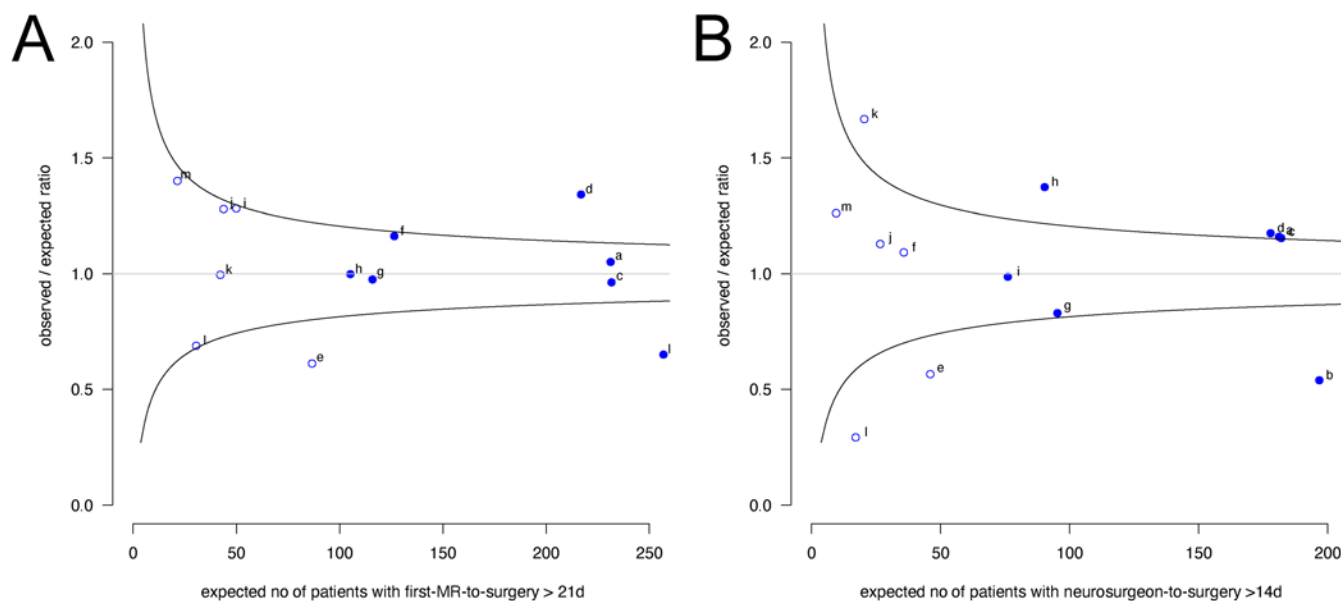 A
observed / expected ratio
2.0
1.5
1.0
0.5
0.0
m
j
i
d
f
k
h
g
a
c
l
e
l
0
50
100
150
200
250
expected no of patients with first-MR-to-surgery > 21d
B
observed / expected ratio
2.0
1.5
1.0
0.5
0.0
k
h
m
j
f
d
c
i
g
e
b
l
0
50
100
150
200
expected no of patients with neurosurgeon-to-surgery >14d